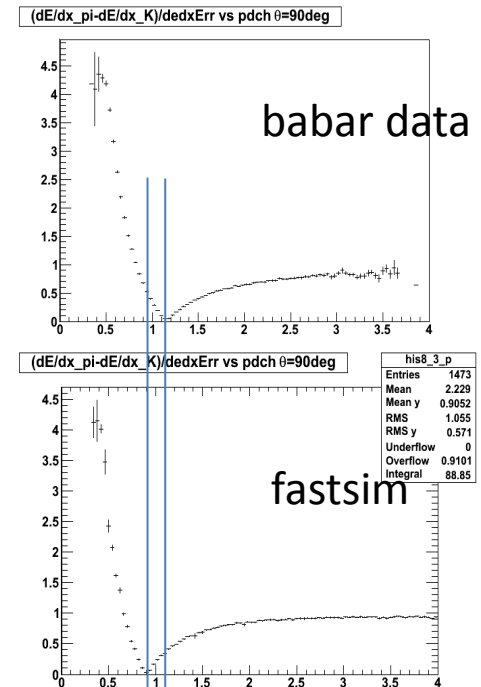 (dE/dx_pi-dE/dx_K)/dedxErr vs pdch θ=90deg
babar data
4.5
4
3.5
3
2.5
2
1.5
1
0.5
0
0 0.5 1 1.5 2 2.5 3 3.5 4
(dE/dx_pi-dE/dx_K)/dedxErr vs pdch θ=90deg
his8_3_p
Entries 1473
Mean 2.229
Mean y 0.9052
RMS 1.055
RMS y 0.571
Underflow 0
Overflow 0.9101
Integral 88.85
fastsim
4.5
4
3.5
3
2.5
2
1.5
1
0.5
0
0 0.5 1 1.5 2 2.5 3 3.5 4